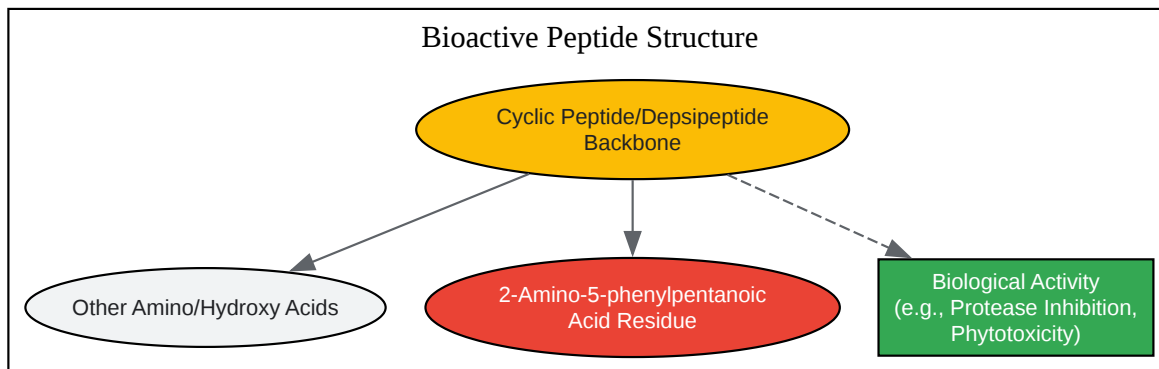 Bioactive Peptide Structure
Cyclic Peptide/Depsipeptide
Backbone
Other Amino/Hydroxy Acids
2-Amino-5-phenylpentanoic
Acid Residue
Biological Activity
(e.g., Protease Inhibition,
Phytotoxicity)